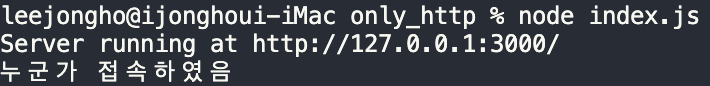 leejongho@ijonghoui-iMac only_http % node index.js
Server running at http://127.0.0.1:3000/
누군가 접속하였음